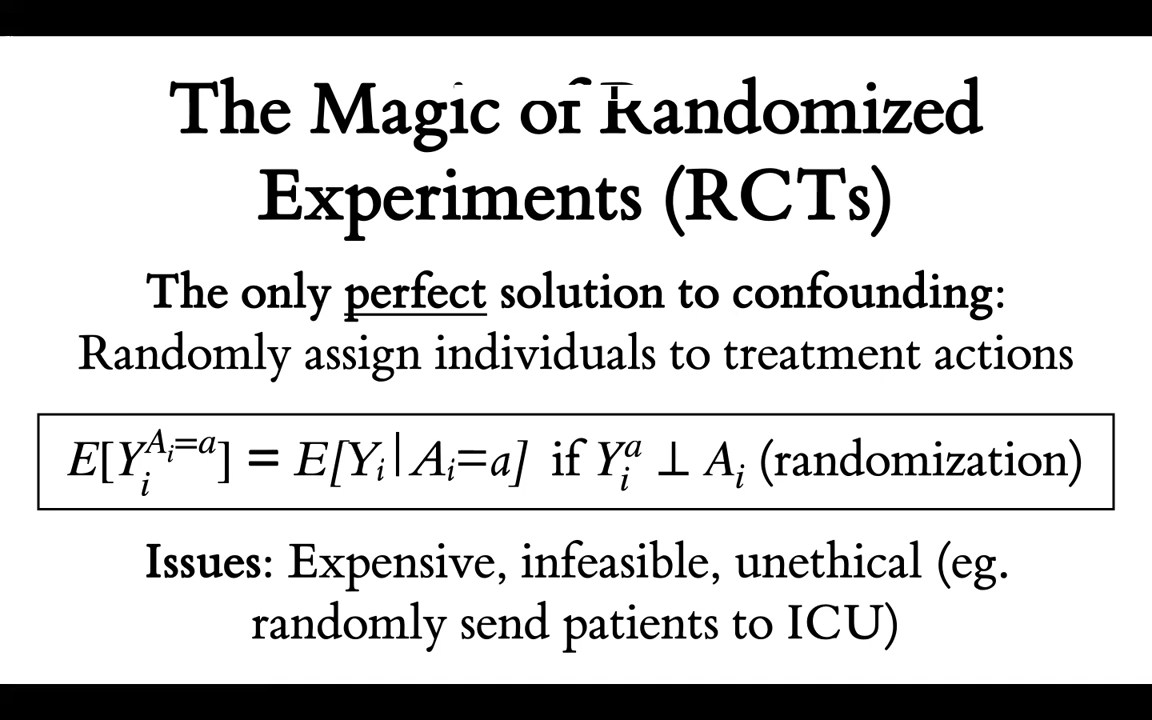 The Magic of Randomized
Experiments (RCTs)
The only perfect solution to confounding:
Randomly assign individuals to treatment actions
E[Y_i^{A_i=a}] = E[Y_i|A_i=a] if Y_i^a ⊥ A_i (randomization)
Issues: Expensive, infeasible, unethical (eg.
randomly send patients to ICU)